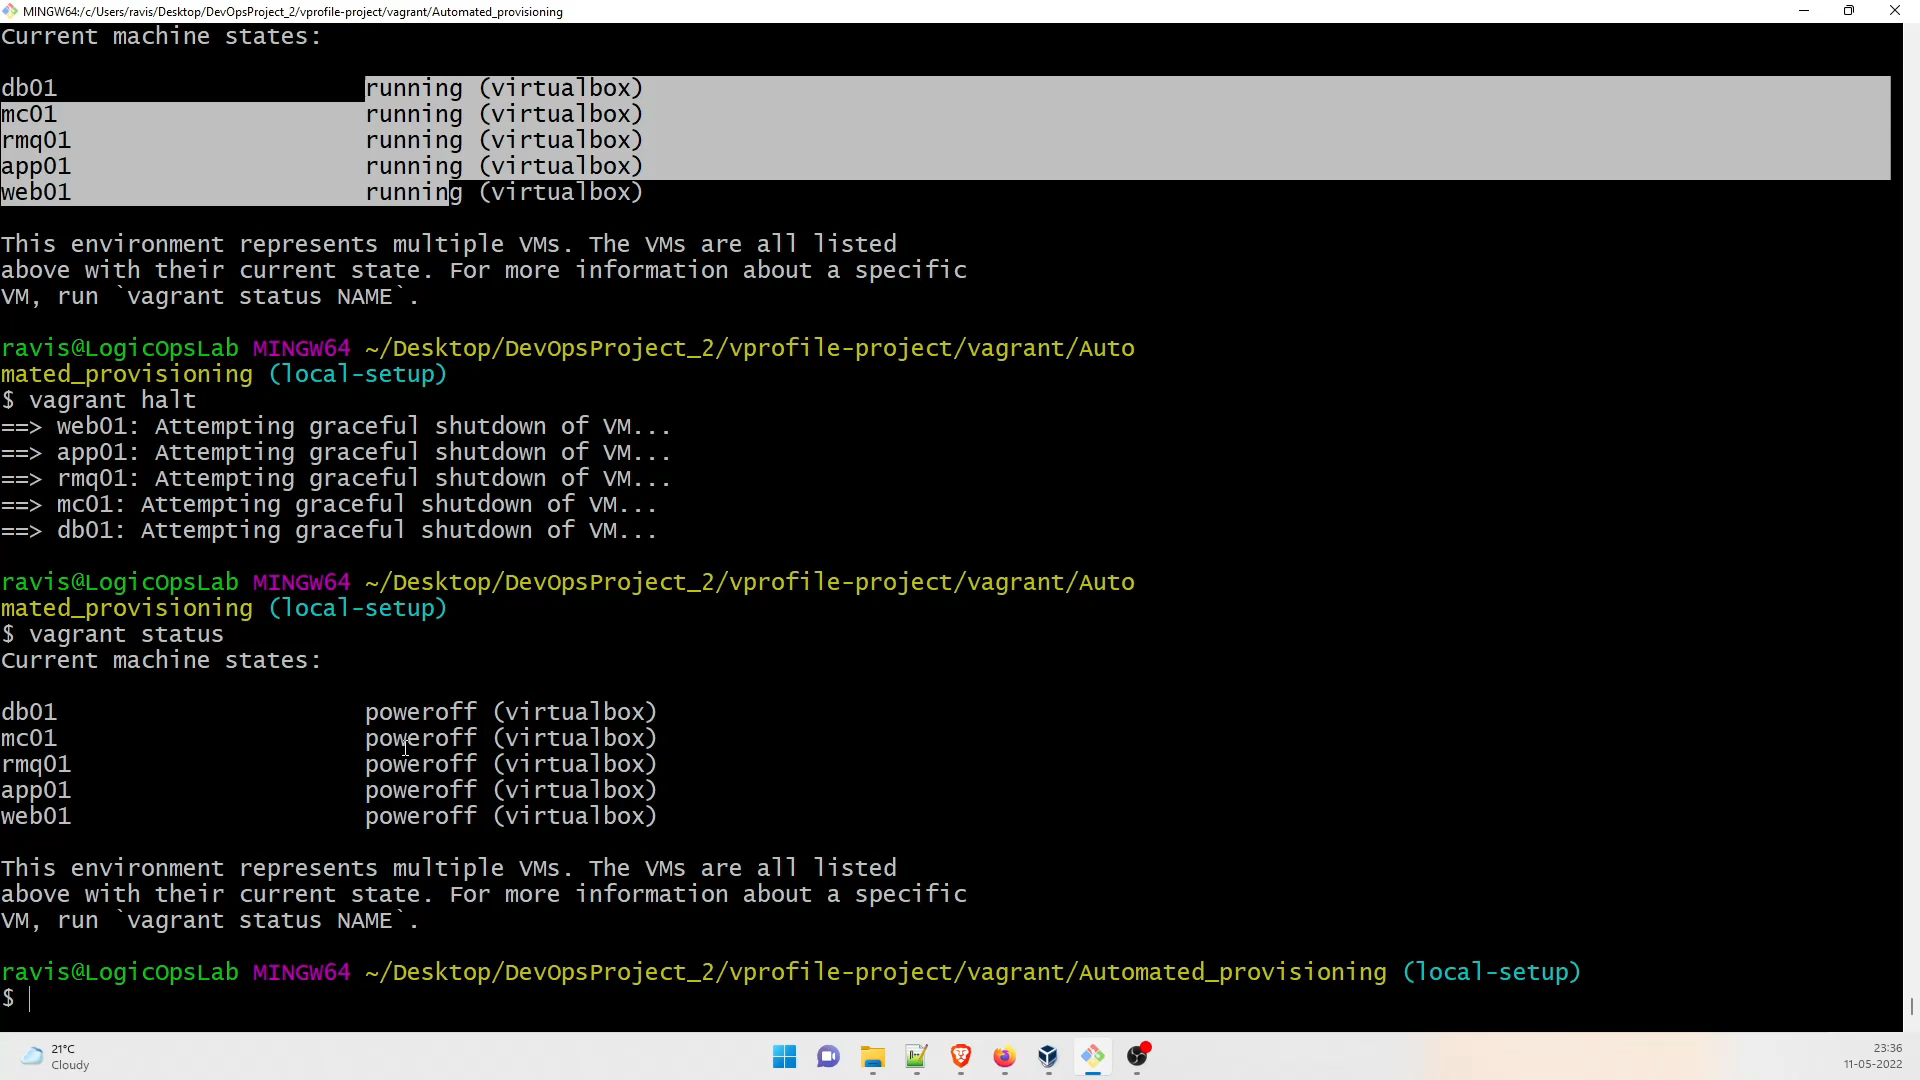 MINGW64:/c/Users/ravis/Desktop/DevOpsProject_2/vprofile-project/vagrant/Automated_provisioning
Current machine states:
db01 running (virtualbox)
mc01 running (virtualbox)
rmq01 running (virtualbox)
app01 running (virtualbox)
web01 running (virtualbox)
This environment represents multiple VMs. The VMs are all listed
above with their current state. For more information about a specific
VM, run `vagrant status NAME`.
ravis@LogicOpsLab MINGW64 ~/Desktop/DevOpsProject_2/vprofile-project/vagrant/Auto
mated_provisioning (local-setup)
$ vagrant halt
==> web01: Attempting graceful shutdown of VM...
==> app01: Attempting graceful shutdown of VM...
==> rmq01: Attempting graceful shutdown of VM...
==> mc01: Attempting graceful shutdown of VM...
==> db01: Attempting graceful shutdown of VM...
ravis@LogicOpsLab MINGW64 ~/Desktop/DevOpsProject_2/vprofile-project/vagrant/Auto
mated_provisioning (local-setup)
$ vagrant status
Current machine states:
db01 poweroff (virtualbox)
mc01 poweroff (virtualbox)
rmq01 poweroff (virtualbox)
app01 poweroff (virtualbox)
web01 poweroff (virtualbox)
This environment represents multiple VMs. The VMs are all listed
above with their current state. For more information about a specific
VM, run `vagrant status NAME`.
ravis@LogicOpsLab MINGW64 ~/Desktop/DevOpsProject_2/vprofile-project/vagrant/Automated_provisioning (local-setup)
$
21°C
Cloudy
23:36
11-05-2022